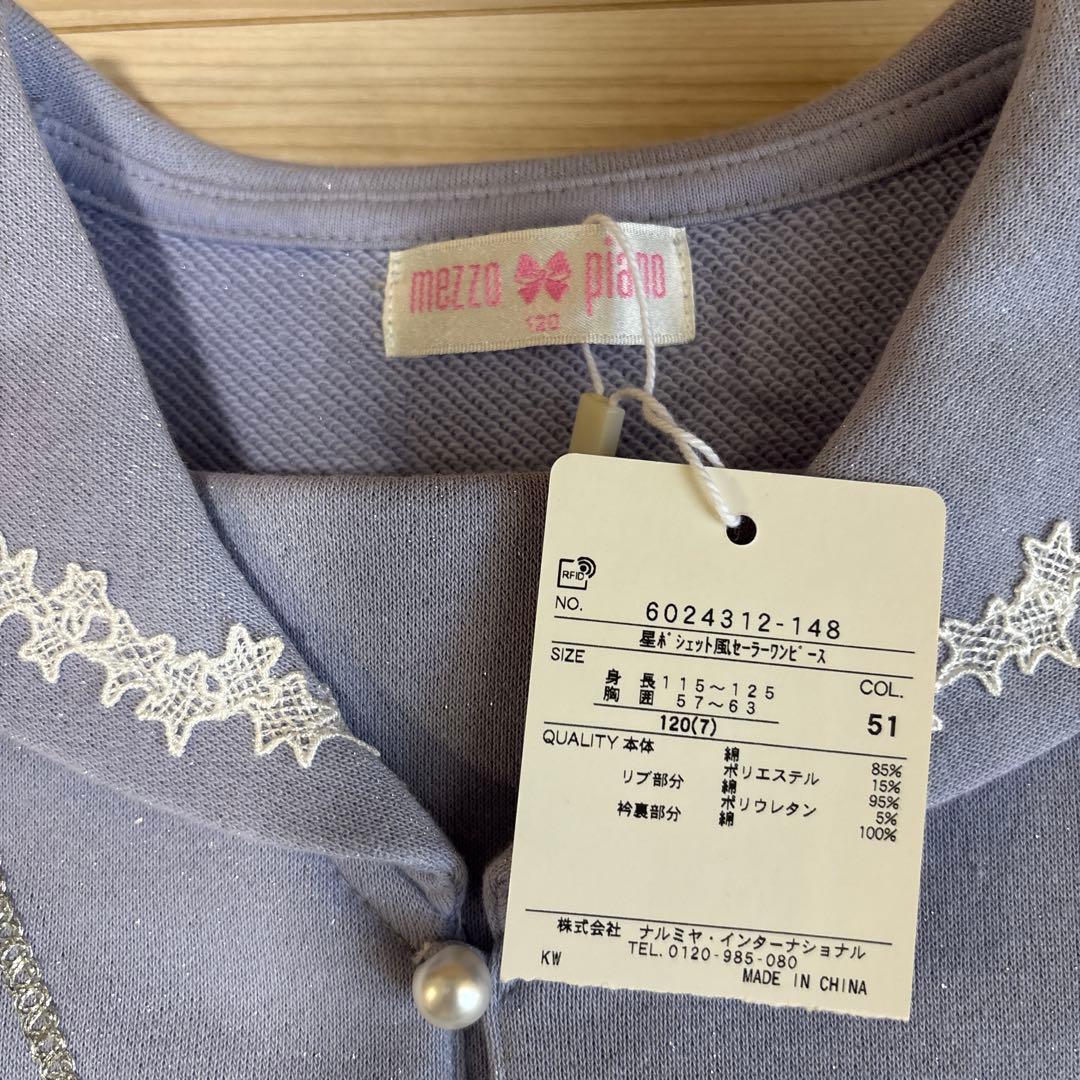 mezzo piano
120
RFID
NO. 6024312-148
星ﾎﾟｼｪｯﾄ風ｾｰﾗｰﾜﾝﾋﾟｰｽ
SIZE
身 長 115～125
胸 囲 57～63
120(7)
COL.
51
QUALITY 本体 綿 85%
ポリエステル 15%
リブ部分 綿 95%
ポリウレタン 5%
衿裏部分 綿 100%
株式会社 ナルミヤ・インターナショナル
TEL.0120-985-080
KW MADE IN CHINA